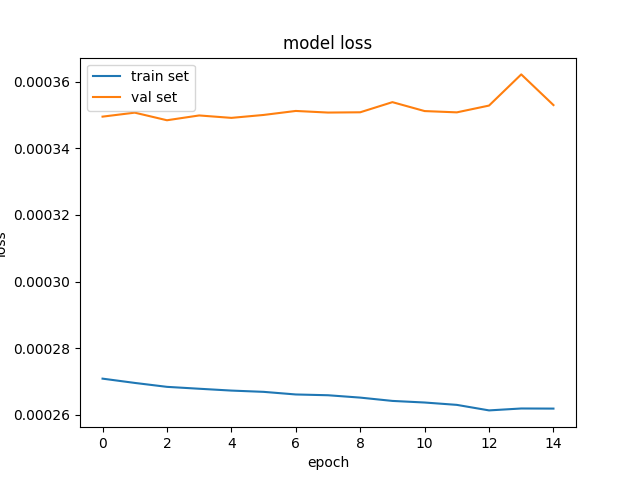 model loss
train set
val set
0.00036
0.00034
0.00032
0.00030
0.00028
0.00026
loss
0 2 4 6 8 10 12 14
epoch